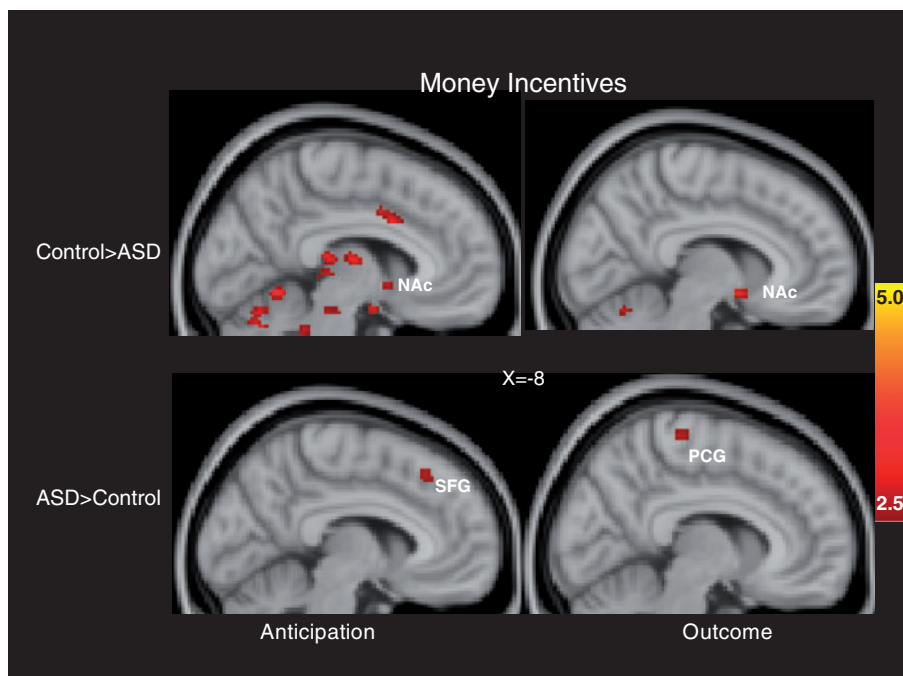 Money Incentives
Control>ASD
NAc
NAc
5.0
X=-8
ASD>Control
SFG
PCG
2.5
Anticipation
Outcome